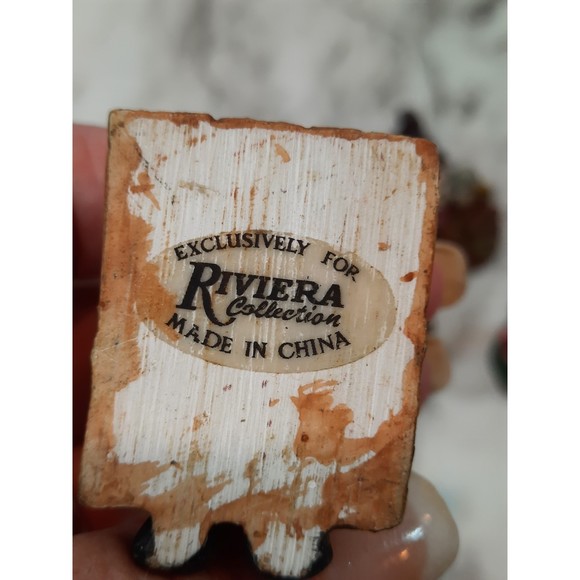 EXCLUSIVELY FOR
RIVIERA
Collection
MADE IN CHINA